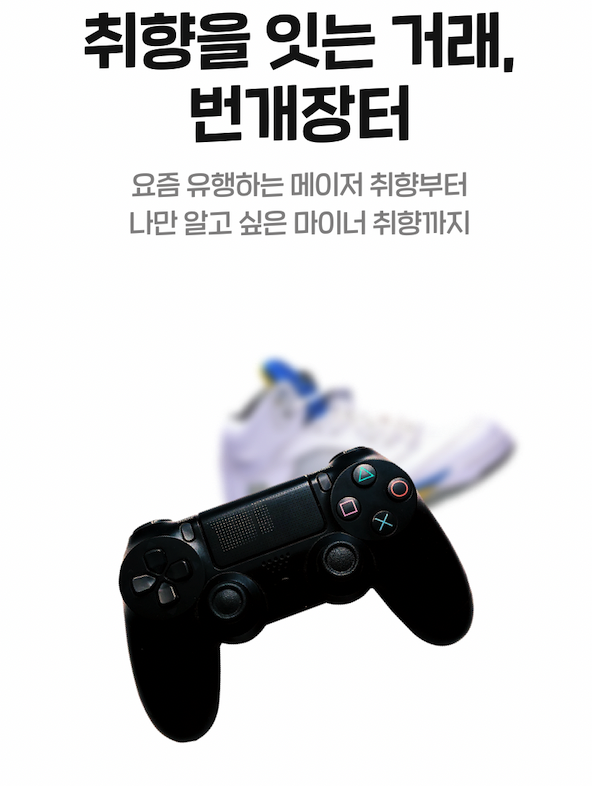 취향을 잇는 거래,
번개장터
요즘 유행하는 메이저 취향부터
나만 알고 싶은 마이너 취향까지